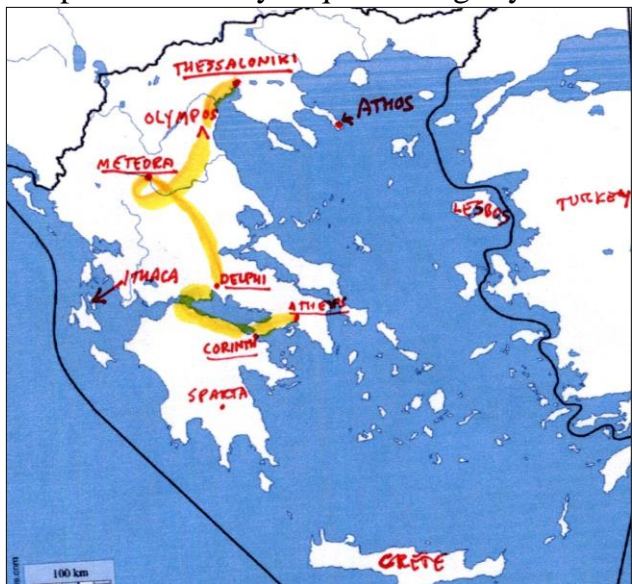 THESSALONIKI
OLYMPOS
ATHOS
METEORA
LESBOS
TURKEY
ITHACA
DELPHI
ATHENS
CORINTH
SPARTA
CRETE
100 km